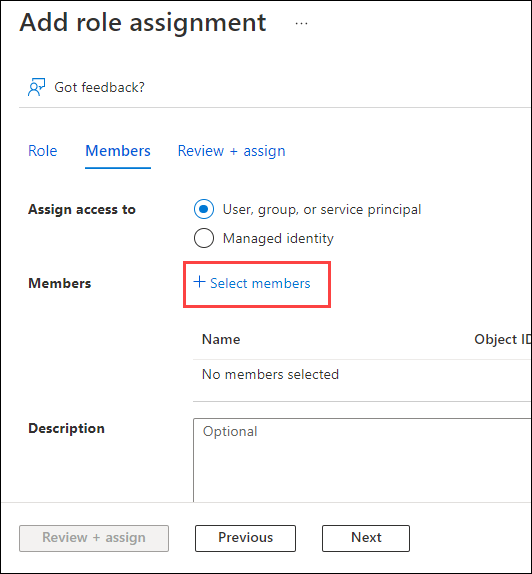 Add role assignment ...
Got feedback?
Role Members Review + assign
Assign access to User, group, or service principal
Managed identity
Members + Select members
Name Object ID
No members selected
Description Optional
Review + assign Previous Next